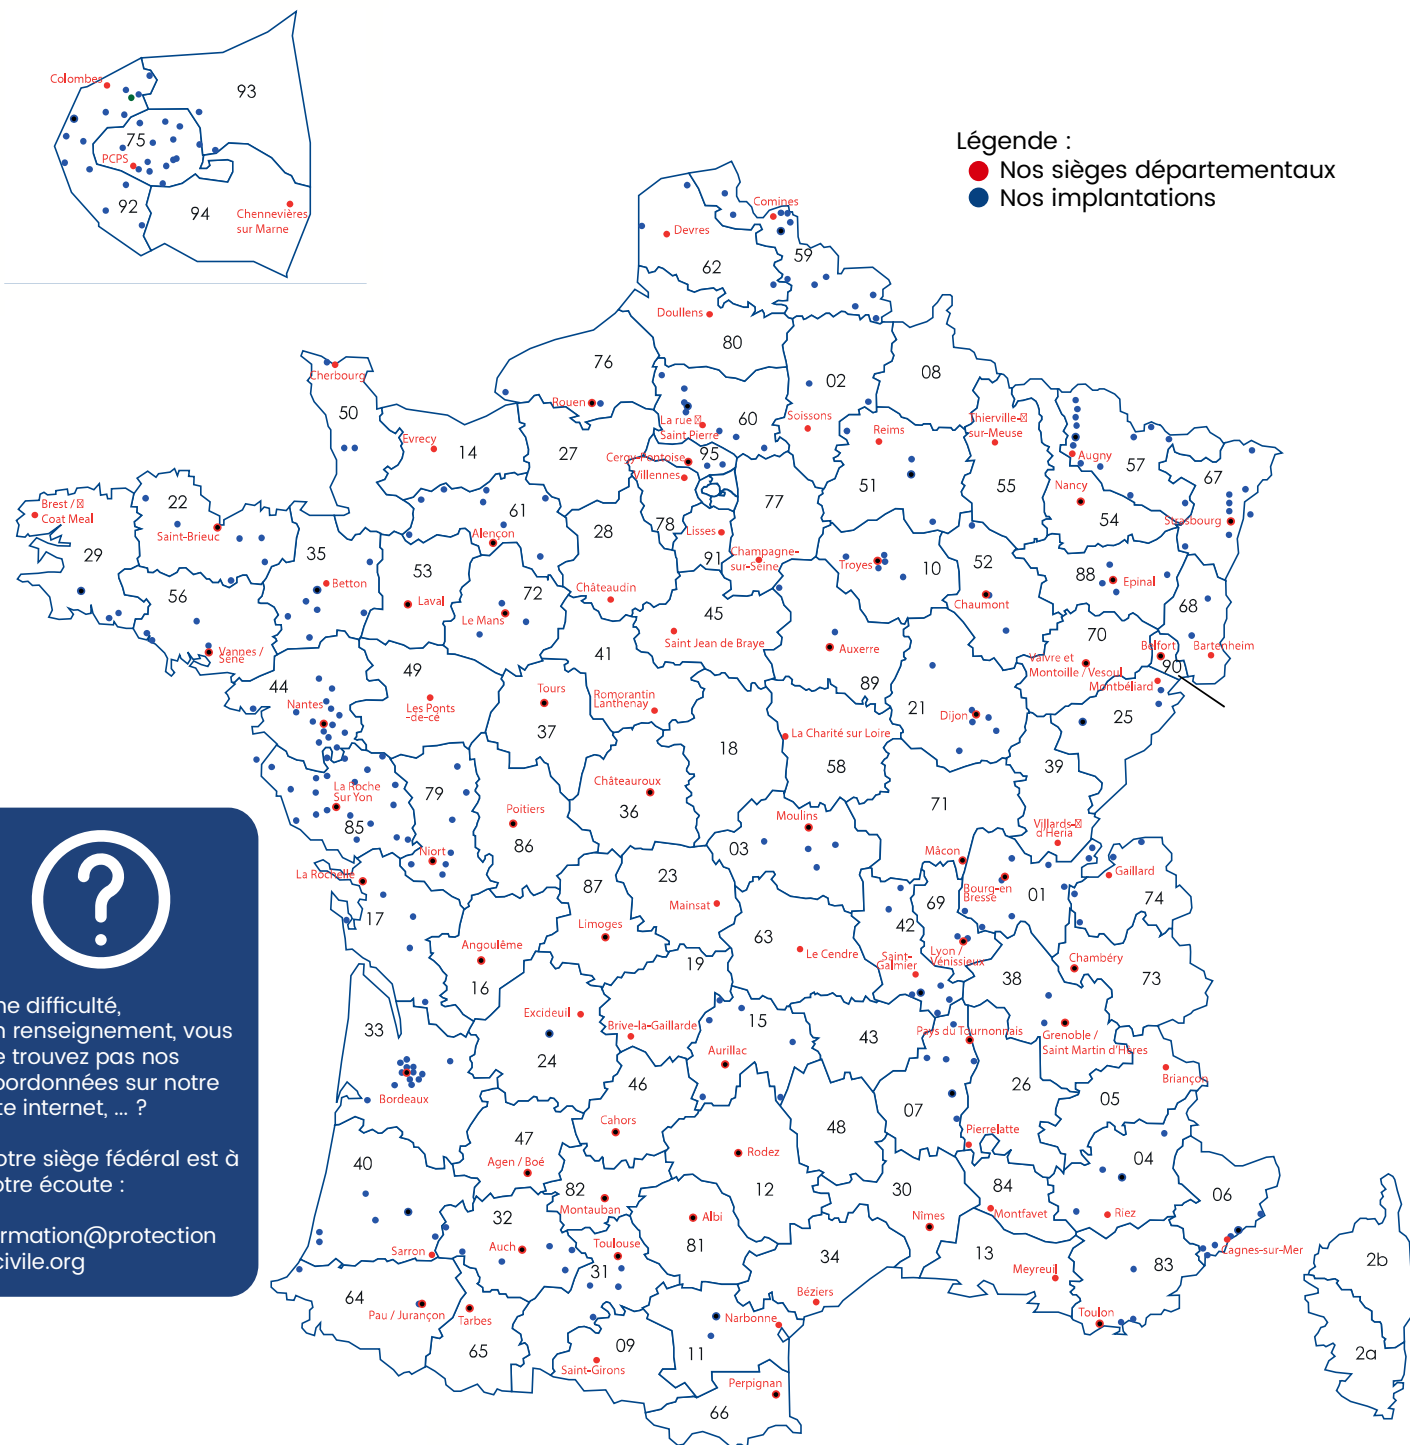 Colombes
93
75
PCPS
92
94
Chennevières
sur Marne
Légende :
Nos sièges départementaux
Nos implantations
Comines
Devres
59
62
Doullens
80
76
Rouen
02
08
Cherbourg
50
Evrecy
14
27
La rue
Saint Pierre
60
Soissons
Reims
Thierville-
sur-Meuse
Augny
57
67
Cergy-Pontoise
95
Villennes
77
51
55
Nancy
54
Strasbourg
Brest /
Coat Meal
22
Saint-Brieuc
29
35
61
Alençon
28
78
Lisses
91
Champagne-
sur-Seine
Troyes
10
52
Chaumont
88
Epinal
68
56
Betton
53
Laval
72
Le Mans
Châteaudin
45
Saint Jean de Braye
Auxerre
89
70
Belfort
90
Bartenheim
Vaivre et
Montoille / Vesoul
Montbéliard
Vannes /
Séné
44
Nantes
49
Les Ponts
-de-cé
41
Tours
37
Romorantin
Lanthenay
18
La Charité sur Loire
58
21
Dijon
25
39
La Roche
Sur Yon
85
79
Niort
Poitiers
86
Châteauroux
36
Moulins
03
71
Mâcon
Villards-
d'Héria
La Rochelle
17
87
Limoges
23
Mainsat
63
Le Cendre
42
69
Bourg-en
Bresse
01
Gaillard
74
Angoulême
16
19
Saint-
Galmier
Lyon /
Vénissieux
38
Chambéry
73
33
Bordeaux
Excideuil
24
Brive-la-Gaillarde
15
Aurillac
43
Pays du Tournonnais
Grenoble /
Saint Martin d'Hères
Briançon
26
05
46
Cahors
07
Pierrelatte
47
Agen / Boé
48
Rodez
12
40
82
Montauban
30
Nîmes
84
Montfavet
04
Riez
06
Cagnes-sur-Mer
32
Auch
Sarron
Toulouse
31
Albi
81
34
Béziers
13
Meyreuil
83
Toulon
64
Pau / Jurançon
Tarbes
65
09
Saint-Girons
11
Narbonne
Perpignan
66
2b
2a
ne difficulté,
n renseignement, vous
e trouvez pas nos
oordonnées sur notre
te internet, ... ?
otre siège fédéral est à
otre écoute :
rmation@protection
civile.org